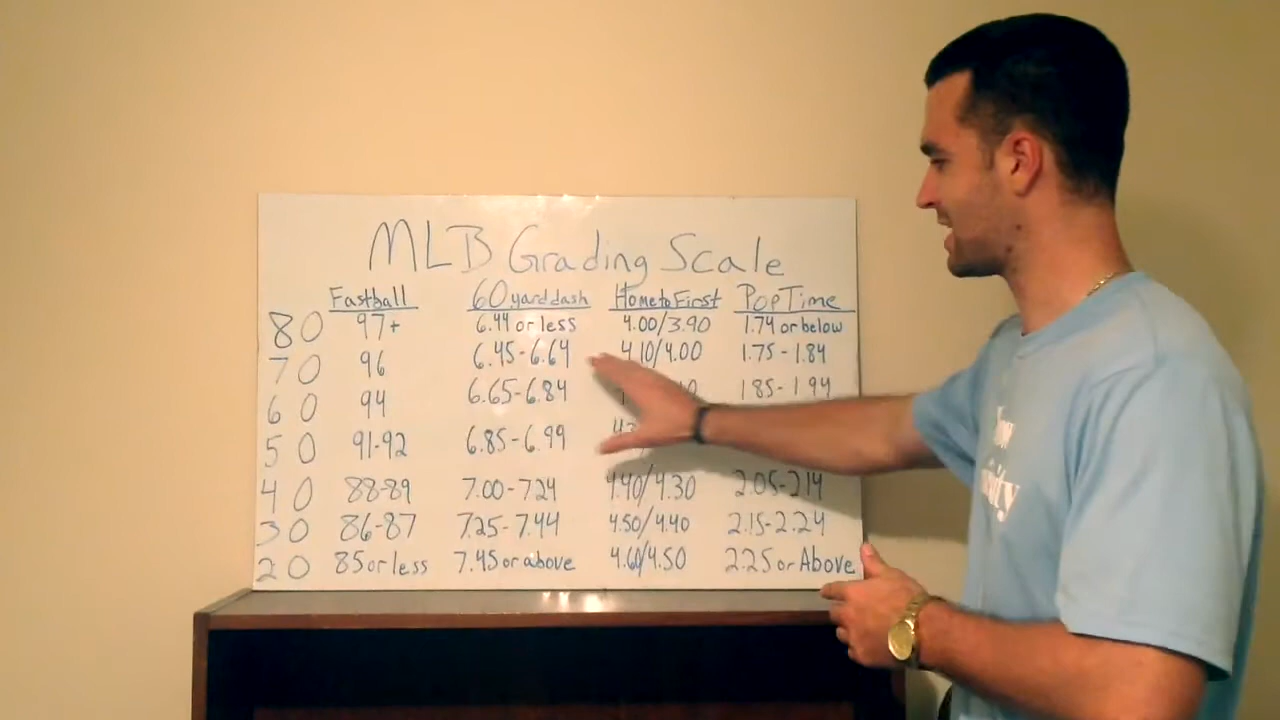 MLB Grading Scale
Fastball 60 yard dash Home to First Pop Time
80 97+ 6.44 or less 4.00/3.90 1.74 or below
70 96 6.45-6.64 4.10/4.00 1.75-1.84
60 94 6.65-6.84 1.85-1.94
50 91-92 6.85-6.99
40 88-89 7.00-7.24 4.40/4.30 2.05-2.14
30 86-87 7.25-7.44 4.50/4.40 2.15-2.24
20 85 or less 7.45 or above 4.60/4.50 2.25 or Above